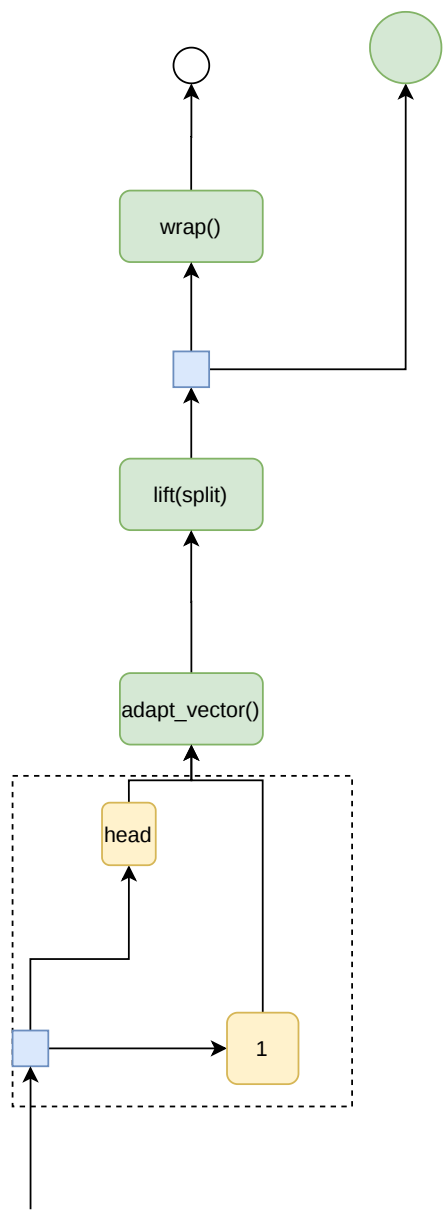 wrap()
lift(split)
adapt_vector()
head
1